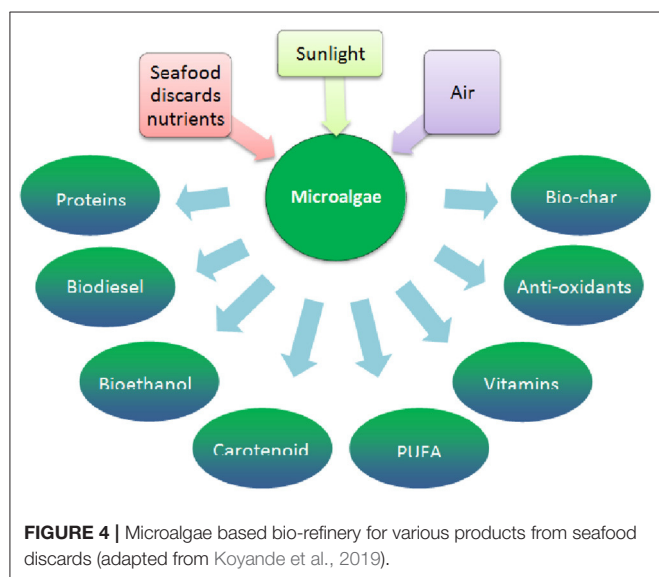 Sunlight
Seafood
discards
nutrients
Air
Microalgae
Proteins
Bio-char
Biodiesel
Anti-oxidants
Bioethanol
Vitamins
Carotenoid
PUFA
FIGURE 4 | Microalgae based bio-refinery for various products from seafood
discards (adapted from Koyande et al., 2019).